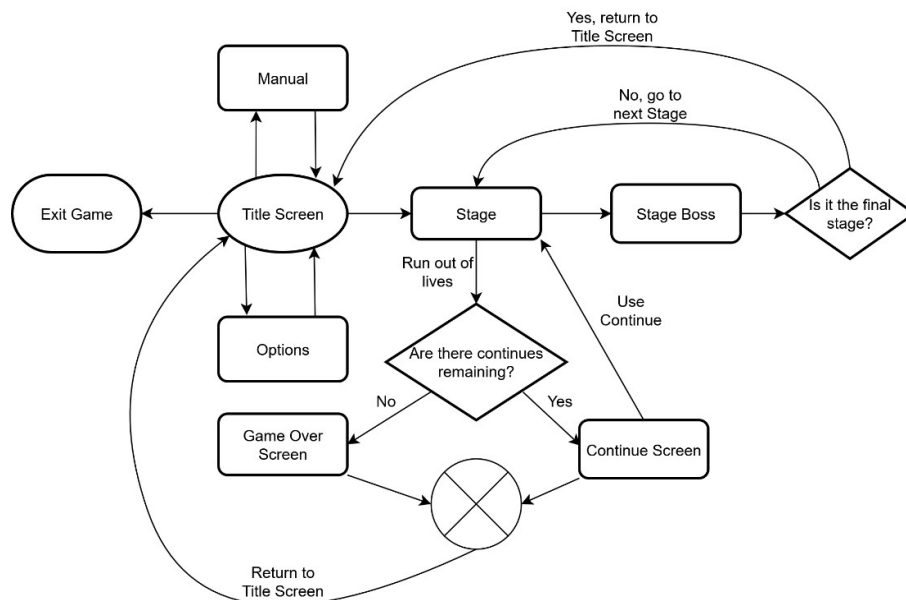 Yes, return to
Title Screen
Manual
No, go to
next Stage
Exit Game
Title Screen
Stage
Stage Boss
Is it the final
stage?
Run out of
lives
Use
Continue
Options
Are there continues
remaining?
No
Yes
Game Over
Screen
Continue Screen
Return to
Title Screen